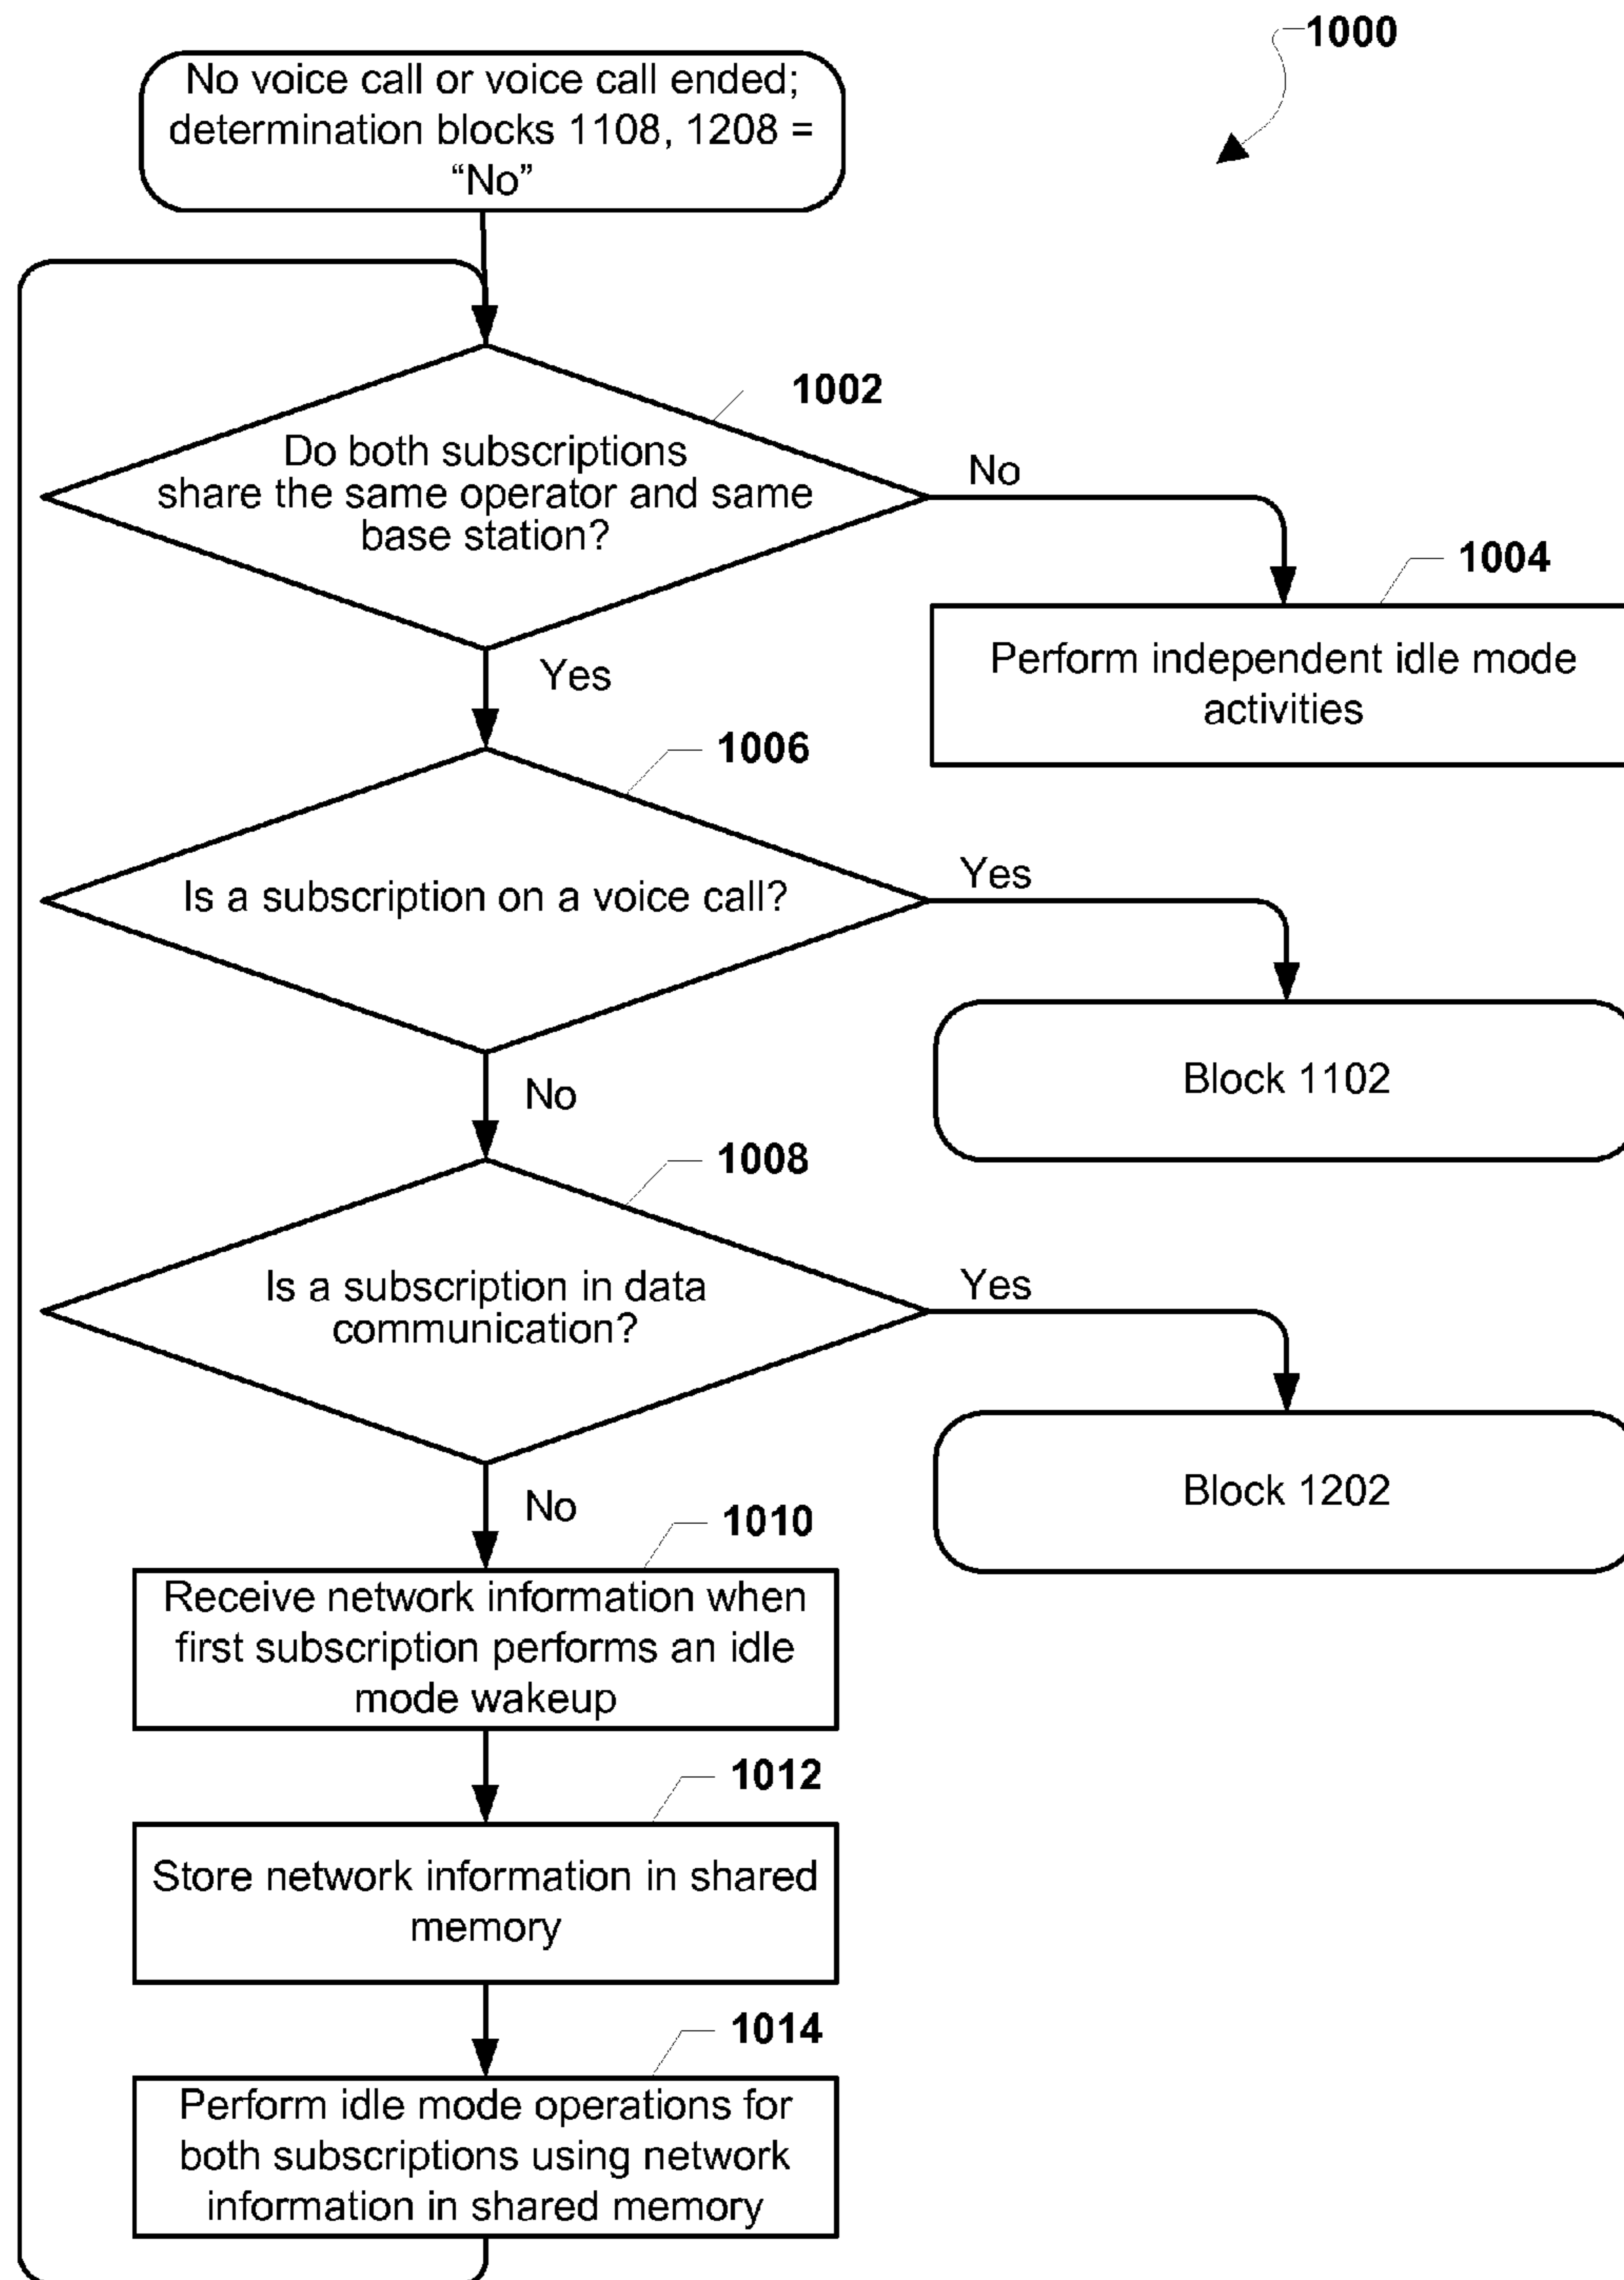 1000
No voice call or voice call ended;
determination blocks 1108, 1208 =
“No”
1002
Do both subscriptions
share the same operator and same
base station?
No
1004
Perform independent idle mode
activities
Yes
1006
Is a subscription on a voice call?
Yes
Block 1102
No
1008
Is a subscription in data
communication?
Yes
Block 1202
No
1010
Receive network information when
first subscription performs an idle
mode wakeup
1012
Store network information in shared
memory
1014
Perform idle mode operations for
both subscriptions using network
information in shared memory